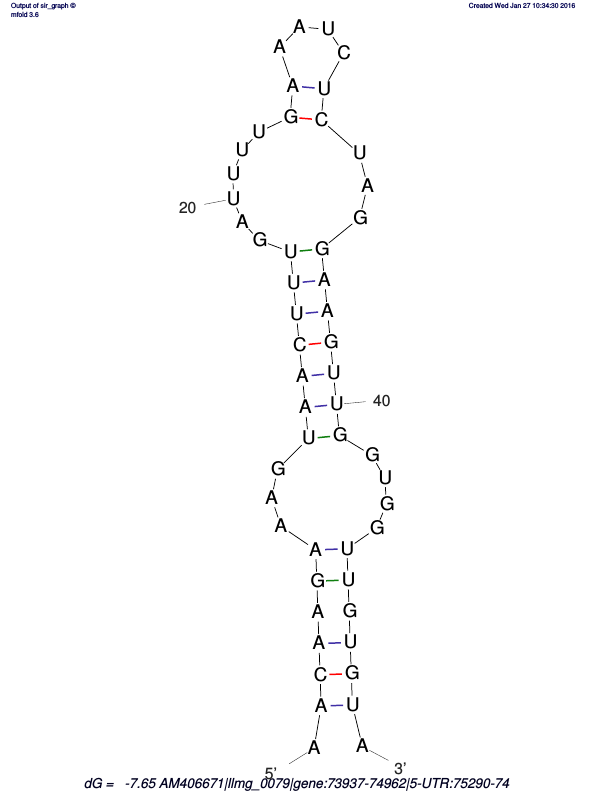 Output of sir_graph ©
mfold 3.6
Created Wed Jan 27 10:34:30 2016
A U
A C
A U
G C
U
U U
U A
20 U
A G
G U G
U A
U A
C G
A U
A U 40
U G
G G
U
A G
A G
A U
G U
A G
A U
C G
A U
A A
5' 3'
dG = -7.65 AM406671|llmg_0079|gene:73937-74962|5-UTR:75290-74